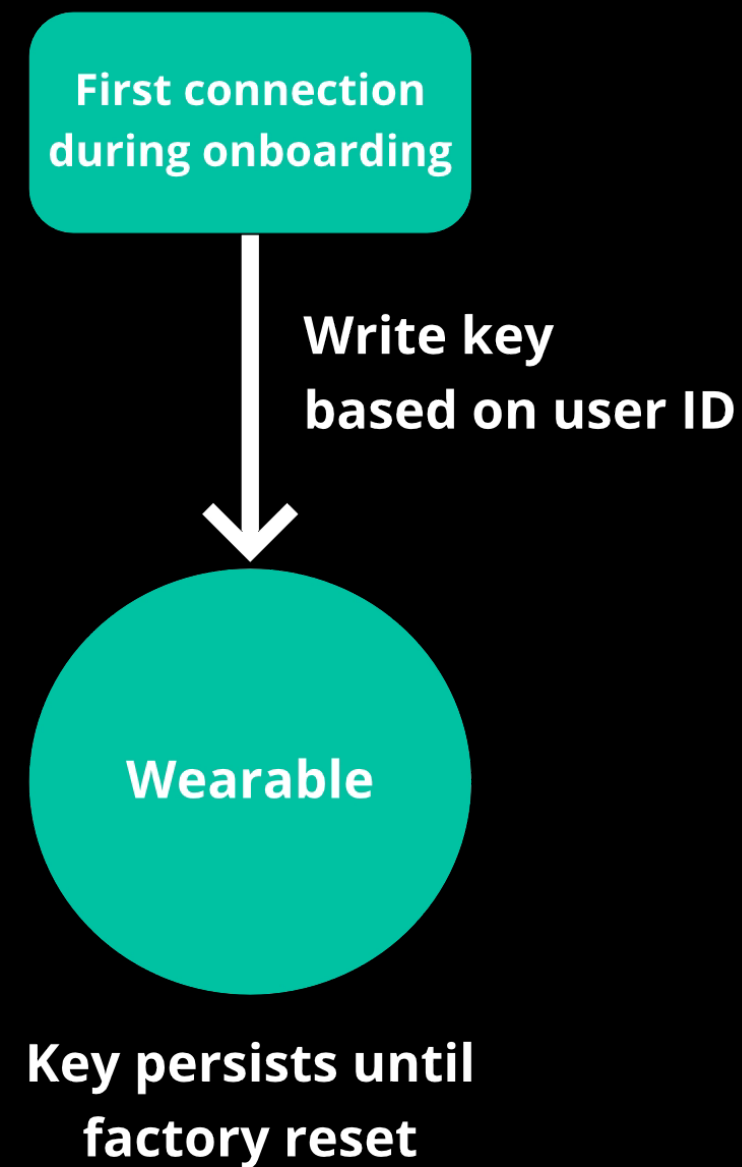 First connection
during onboarding
Write key
based on user ID
Wearable
Key persists until
factory reset